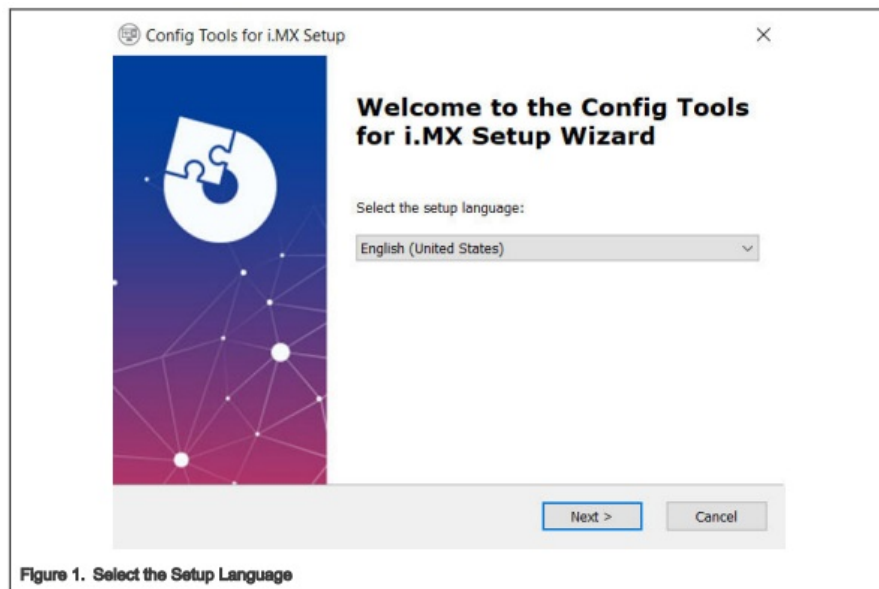 Config Tools for i.MX Setup
Welcome to the Config Tools
for i.MX Setup Wizard
Select the setup language:
English (United States)
Next >
Cancel
Figure 1. Select the Setup Language